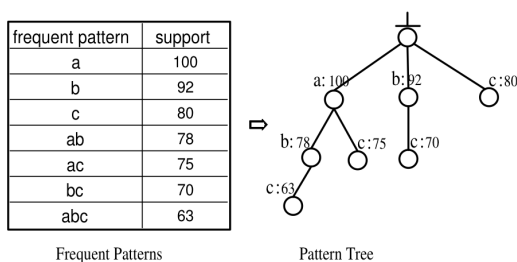 frequent pattern support
a 100
b 92
c 80
ab 78
ac 75
bc 70
abc 63
Frequent Patterns
a: 100
b: 92
c: 80
b: 78
c: 75
c: 70
c: 63
Pattern Tree